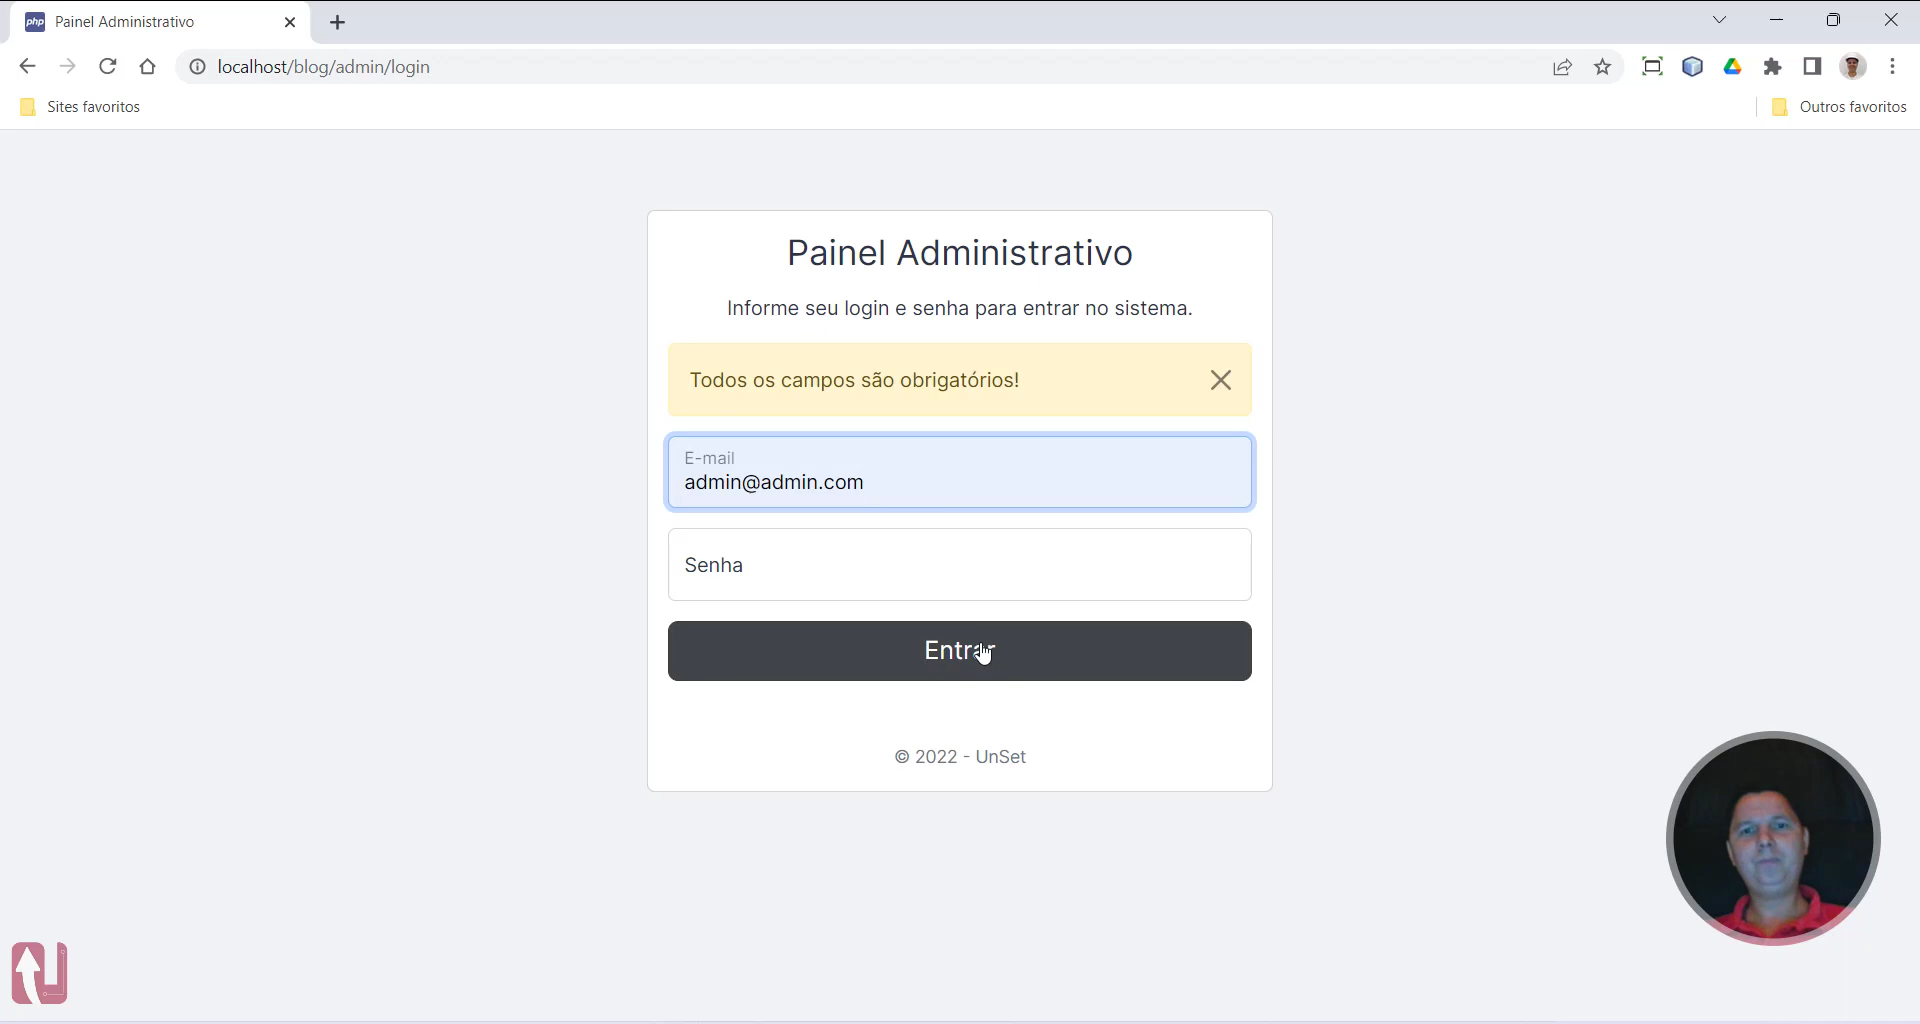 php Painel Administrativo
localhost/blog/admin/login
Sites favoritos
Outros favoritos
Painel Administrativo
Informe seu login e senha para entrar no sistema.
Todos os campos são obrigatórios!
E-mail
admin@admin.com
Senha
Entrar
© 2022 - UnSet